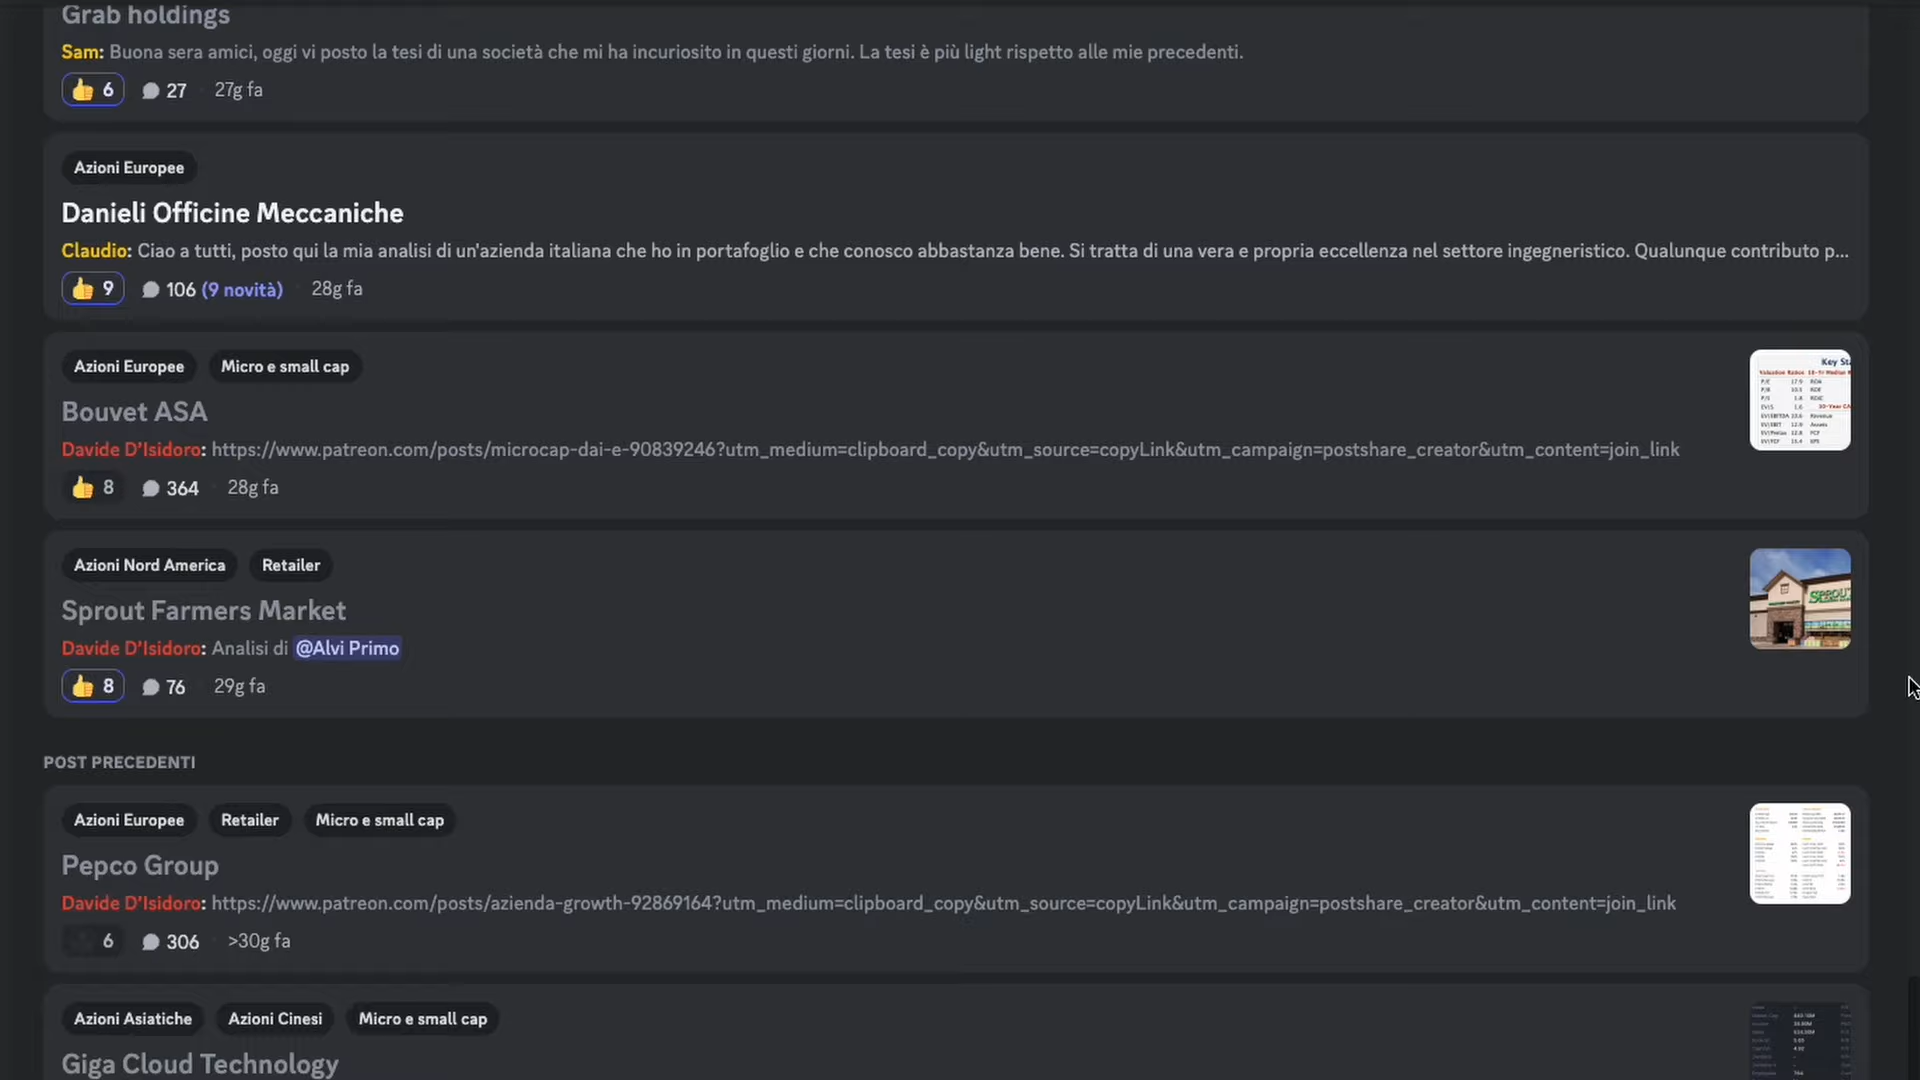 Grab holdings
Sam: Buona sera amici, oggi vi posto la tesi di una società che mi ha incuriosito in questi giorni. La tesi è più light rispetto alle mie precedenti.
6 27 27g fa
Azioni Europee
Danieli Officine Meccaniche
Claudio: Ciao a tutti, posto qui la mia analisi di un'azienda italiana che ho in portafoglio e che conosco abbastanza bene. Si tratta di una vera e propria eccellenza nel settore ingegneristico. Qualunque contributo p...
9 106 (9 novità) 28g fa
Azioni Europee Micro e small cap
Bouvet ASA
Davide D'Isidoro: https://www.patreon.com/posts/microcap-dai-e-90839246?utm_medium=clipboard_copy&utm_source=copyLink&utm_campaign=postshare_creator&utm_content=join_link
8 364 28g fa
Azioni Nord America Retailer
Sprout Farmers Market
Davide D'Isidoro: Analisi di @Alvi Primo
8 76 29g fa
POST PRECEDENTI
Azioni Europee Retailer Micro e small cap
Pepco Group
Davide D'Isidoro: https://www.patreon.com/posts/azienda-growth-92869164?utm_medium=clipboard_copy&utm_source=copyLink&utm_campaign=postshare_creator&utm_content=join_link
6 306 >30g fa
Azioni Asiatiche Azioni Cinesi Micro e small cap
Giga Cloud Technology